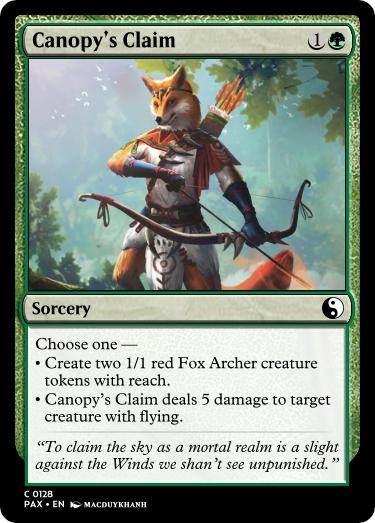 Canopy's Claim 1
Sorcery
Choose one —
• Create two 1/1 red Fox Archer creature
tokens with reach.
• Canopy's Claim deals 5 damage to target
creature with flying.
“To claim the sky as a mortal realm is a slight
against the Winds we shan't see unpunished.”
C 0128
PAX • EN MACDUYKHANH